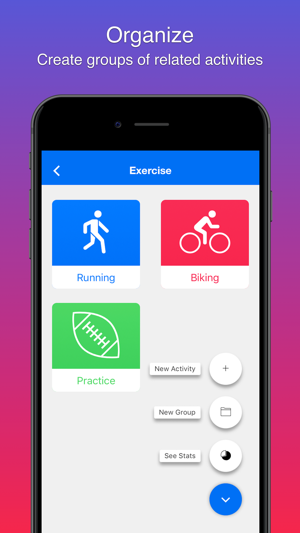 Organize
Create groups of related activities
Exercise
Running
Biking
Practice
New Activity
New Group
See Stats